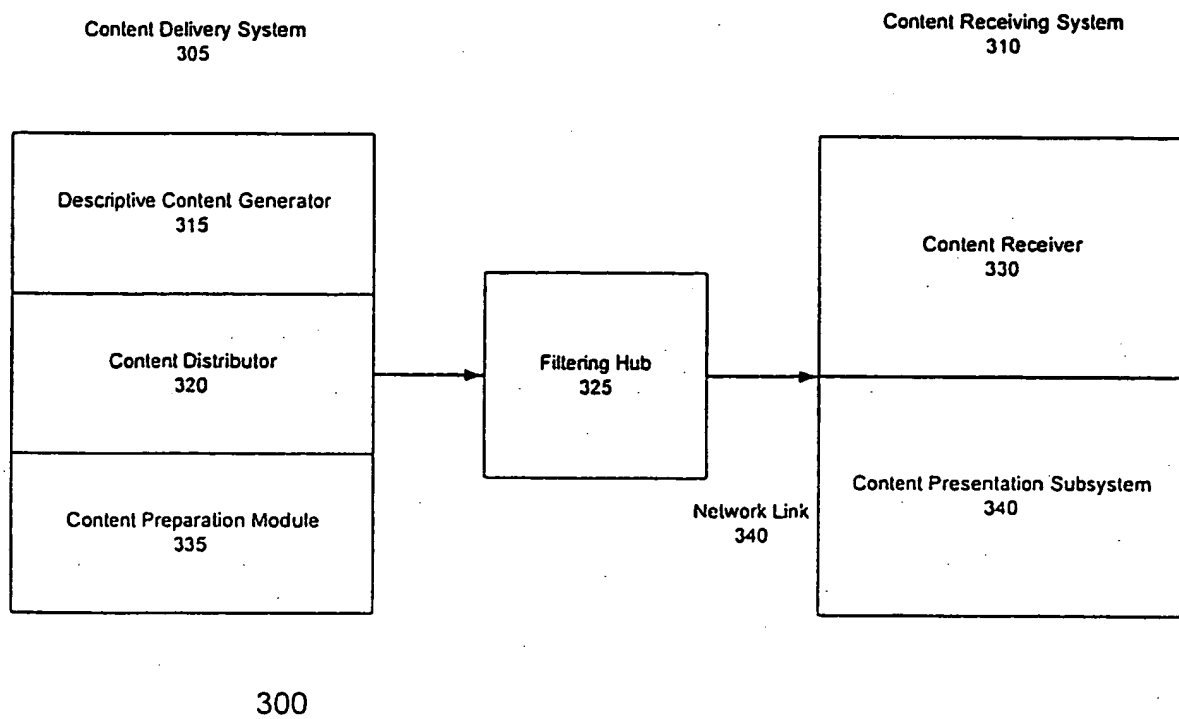 Content Delivery System
305
Content Receiving System
310
Descriptive Content Generator
315
Content Distributor
320
Content Preparation Module
335
Filtering Hub
325
Network Link
340
Content Receiver
330
Content Presentation Subsystem
340
300